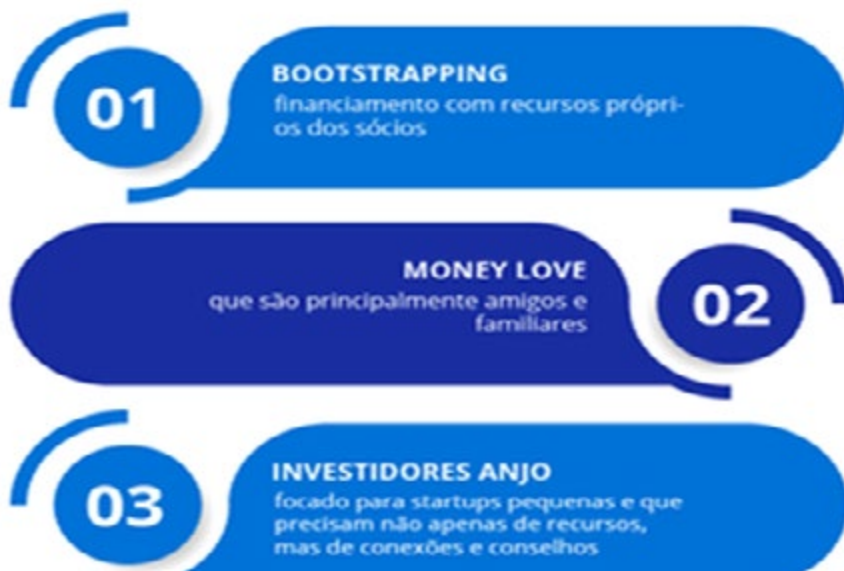 01
BOOTSTRAPPING
financiamento com recursos própri-
os dos sócios
MONEY LOVE
que são principalmente amigos e
familiares
02
03
INVESTIDORES ANJO
focado para startups pequenas e que
precisam não apenas de recursos,
mas de conexões e conselhos